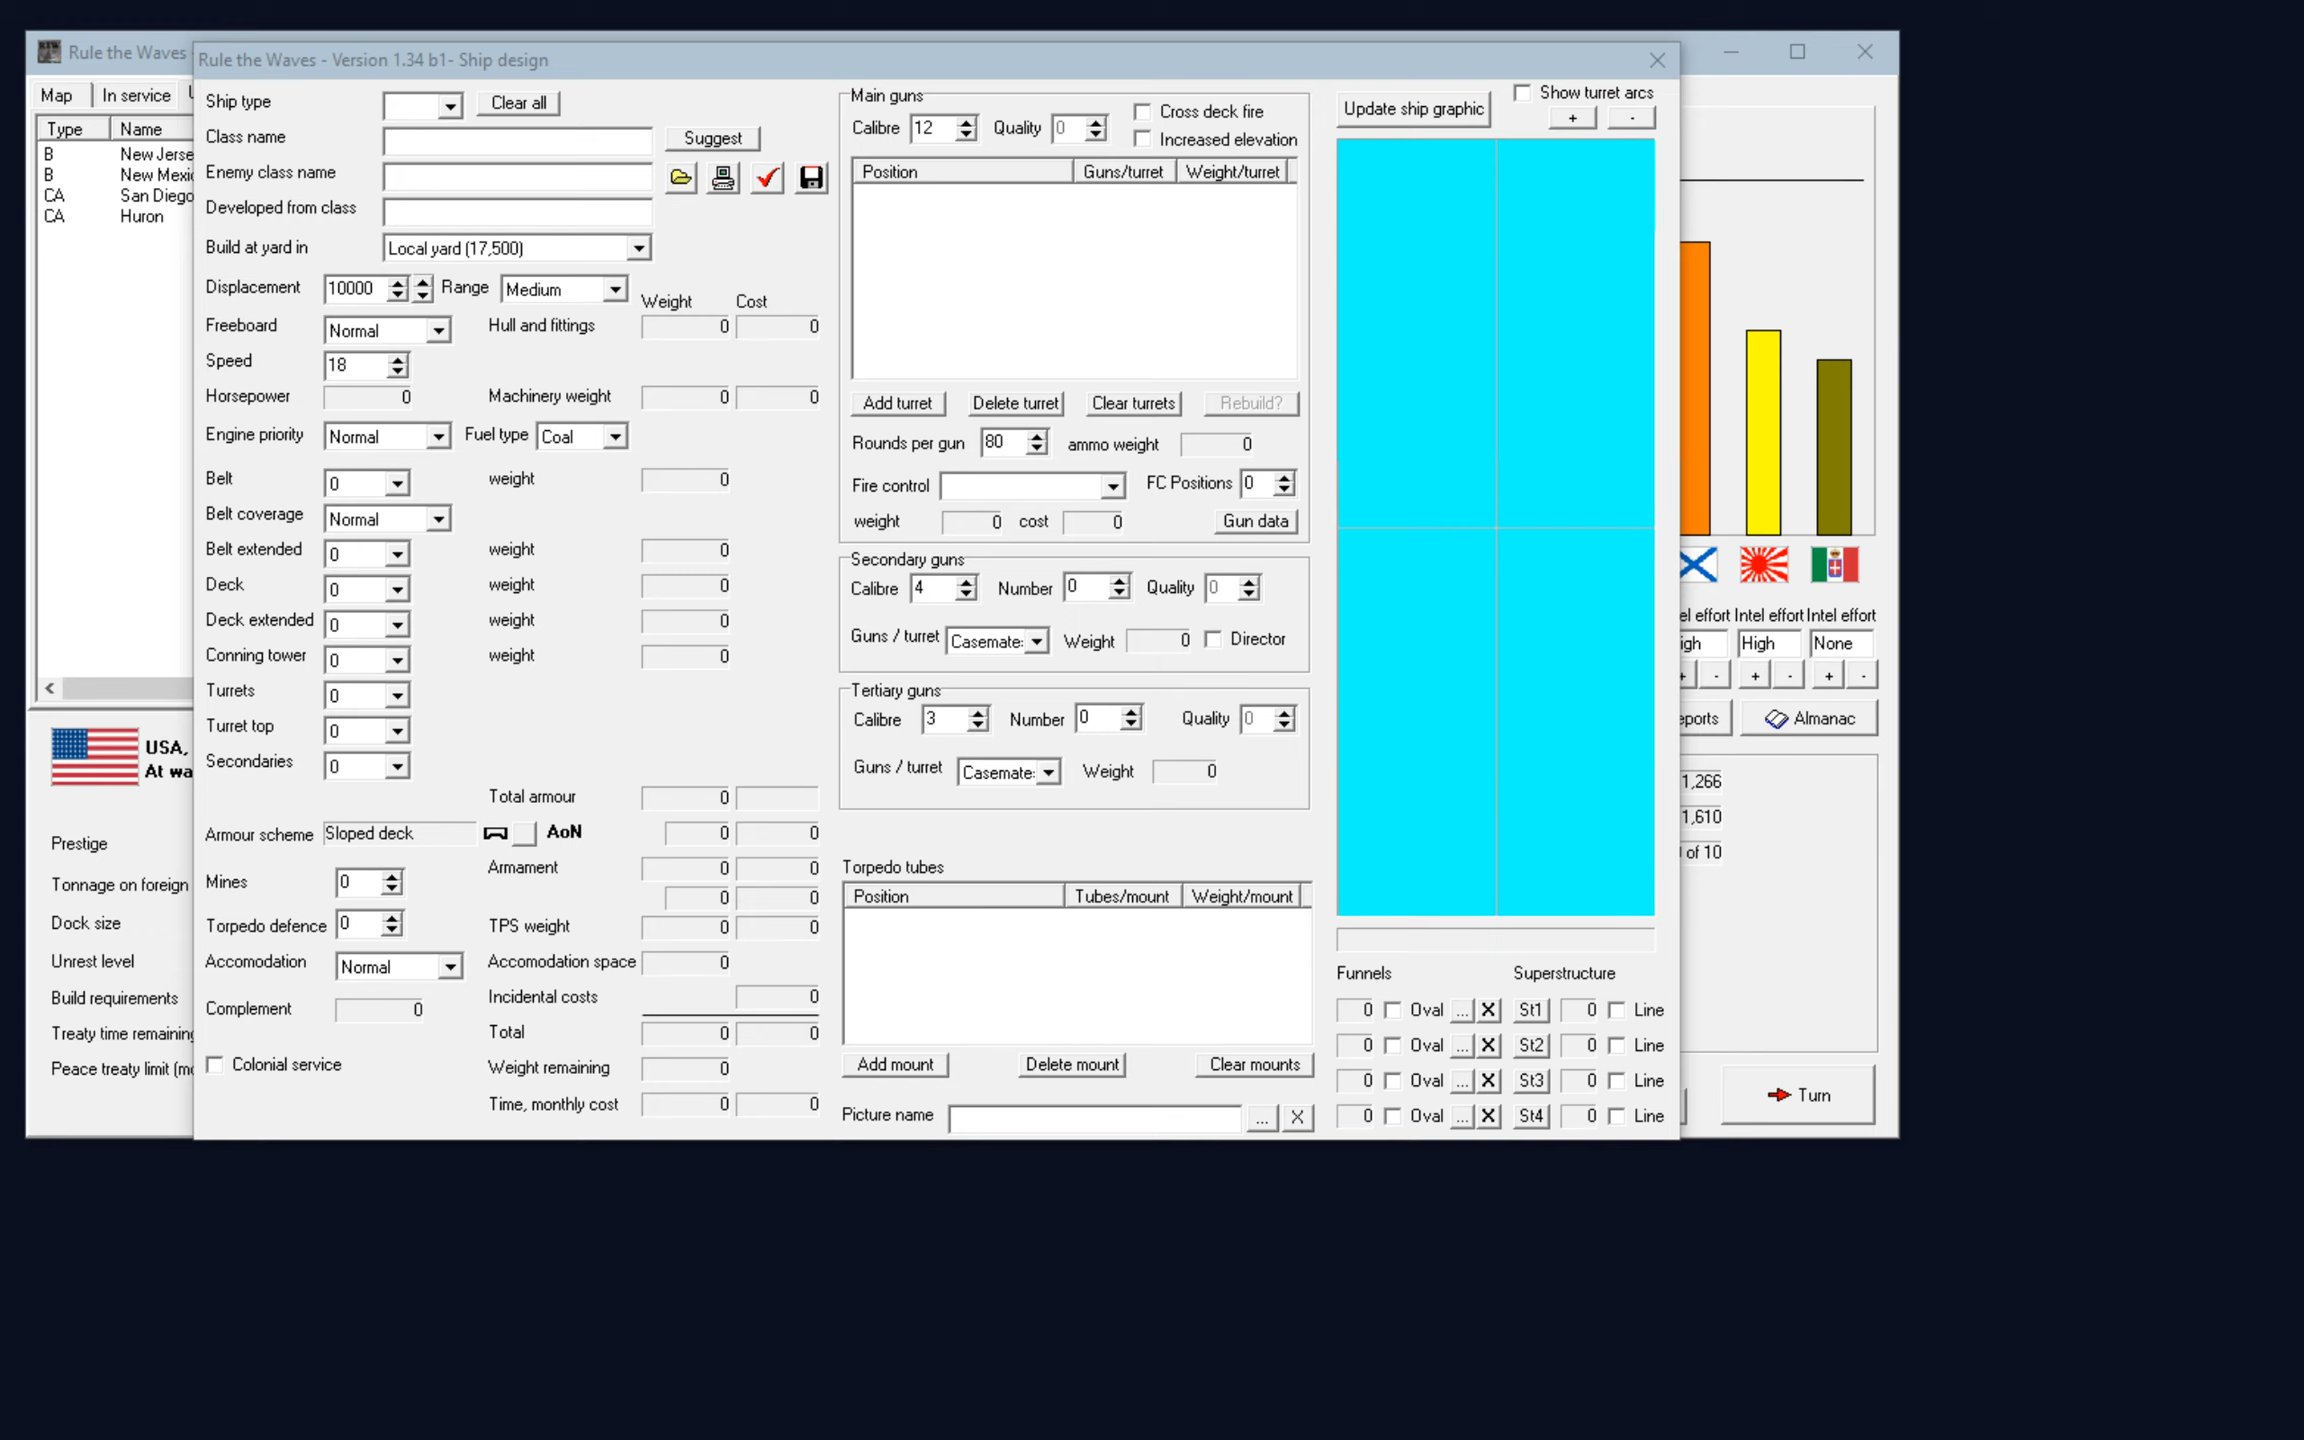 Rule the Waves -
Rule the Waves - Version 1.34 b1- Ship design
Map
In service
Type
Name
B
New Jerse
B
New Mexi
CA
San Diego
CA
Huron
USA,
At wa
Prestige
Tonnage on foreign
Dock size
Unrest level
Build requirements
Treaty time remaining
Peace treaty limit (m
Ship type
Clear all
Class name
Suggest
Enemy class name
Developed from class
Build at yard in
Local yard (17,500)
Displacement
10000
Range
Medium
Weight
Cost
Freeboard
Normal
Hull and fittings
0
0
Speed
18
Horsepower
0
Machinery weight
0
0
Engine priority
Normal
Fuel type
Coal
Belt
0
weight
0
Belt coverage
Normal
Belt extended
0
weight
0
Deck
0
weight
0
Deck extended
0
weight
0
Conning tower
0
weight
0
Turrets
0
Turret top
0
Secondaries
0
Total armour
0
Armour scheme
Sloped deck
AoN
0
0
Mines
0
Armament
0
0
0
0
Torpedo defence
0
TPS weight
0
0
Accomodation
Normal
Accomodation space
0
Incidental costs
0
Complement
0
Total
0
0
Colonial service
Weight remaining
0
Time, monthly cost
0
0
Main guns
Calibre
12
Quality
0
Cross deck fire
Increased elevation
Position
Guns/turret
Weight/turret
Add turret
Delete turret
Clear turrets
Rebuild?
Rounds per gun
80
ammo weight
0
Fire control
FC Positions
0
weight
0
cost
0
Gun data
Secondary guns
Calibre
4
Number
0
Quality
0
Guns / turret
Casemate:
Weight
0
Director
Tertiary guns
Calibre
3
Number
0
Quality
0
Guns / turret
Casemate:
Weight
0
Torpedo tubes
Position
Tubes/mount
Weight/mount
Add mount
Delete mount
Clear mounts
Picture name
...
X
Update ship graphic
Show turret arcs
+
-
Funnels
Superstructure
0
Oval
...
X
St1
0
Line
0
Oval
...
X
St2
0
Line
0
Oval
...
X
St3
0
Line
0
Oval
...
X
St4
0
Line
el effort
Intel effort
Intel effort
igh
High
None
+
-
+
-
+
-
eports
Almanac
1,266
1,610
of 10
Turn